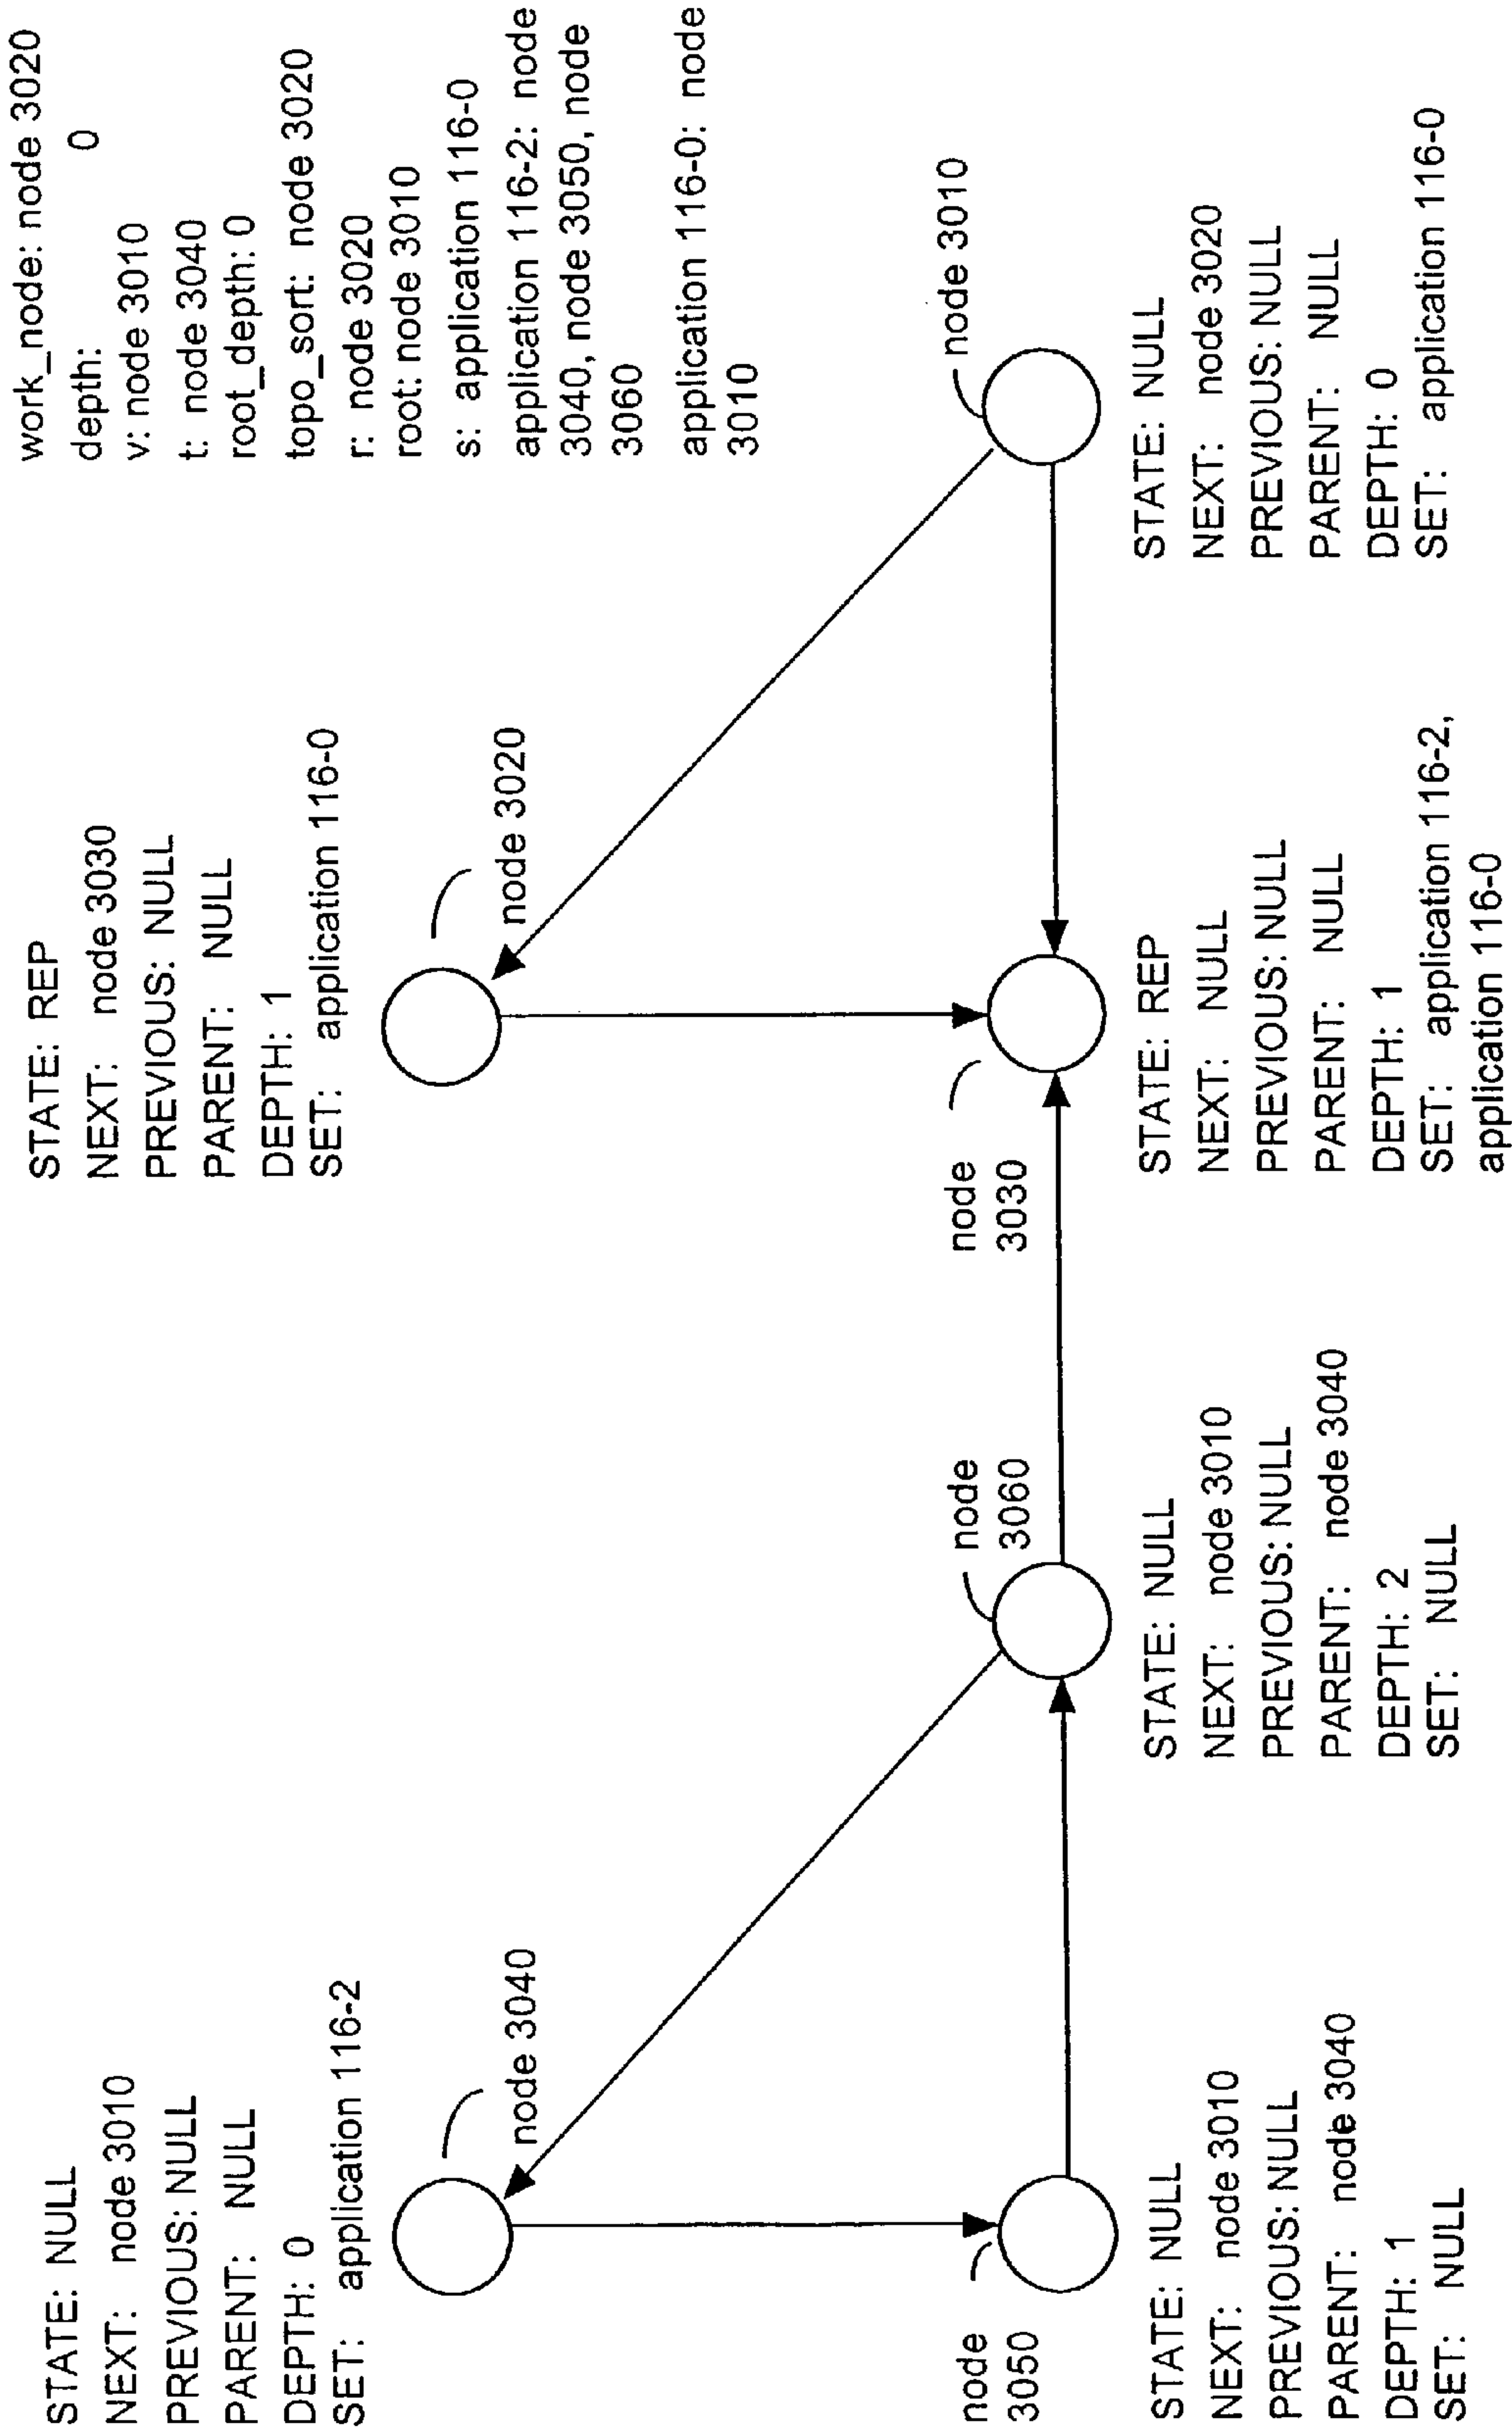 STATE: NULL
NEXT: node 3010
PREVIOUS: NULL
PARENT: NULL
DEPTH: 0
SET: application 116-2
node 3040
STATE: REP
NEXT: node 3030
PREVIOUS: NULL
PARENT: NULL
DEPTH: 1
SET: application 116-0
node 3020
work_node: node 3020
depth: 0
v: node 3010
t: node 3040
root_depth: 0
topo_sort: node 3020
r: node 3020
root: node 3010
s: application 116-0
application 116-2: node
3040, node 3050, node
3060
application 116-0: node
3010
node
3050
STATE: NULL
NEXT: node 3010
PREVIOUS: NULL
PARENT: node 3040
DEPTH: 1
SET: NULL
node
3060
STATE: NULL
NEXT: node 3010
PREVIOUS: NULL
PARENT: node 3040
DEPTH: 2
SET: NULL
node
3030
STATE: REP
NEXT: NULL
PREVIOUS: NULL
PARENT: NULL
DEPTH: 1
SET: application 116-2,
application 116-0
node 3010
STATE: NULL
NEXT: node 3020
PREVIOUS: NULL
PARENT: NULL
DEPTH: 0
SET: application 116-0